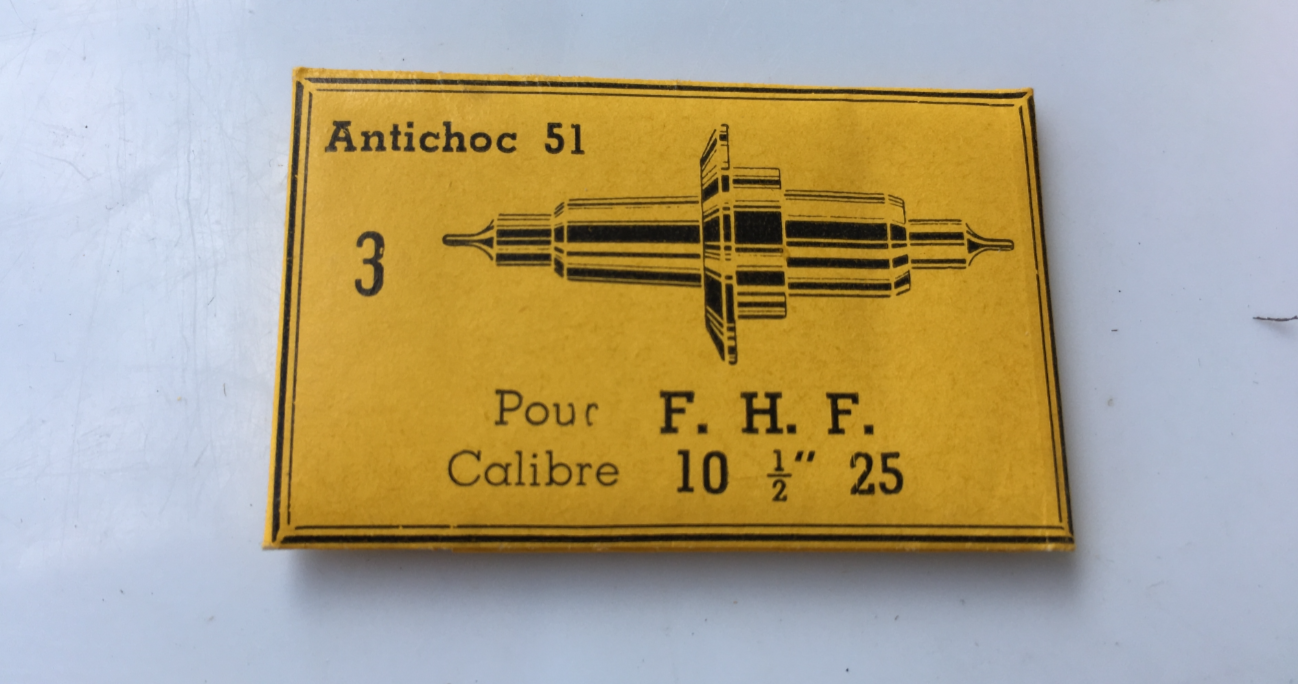 Antichoc 51
3
Pour F. H. F.
Calibre 10 ½″ 25